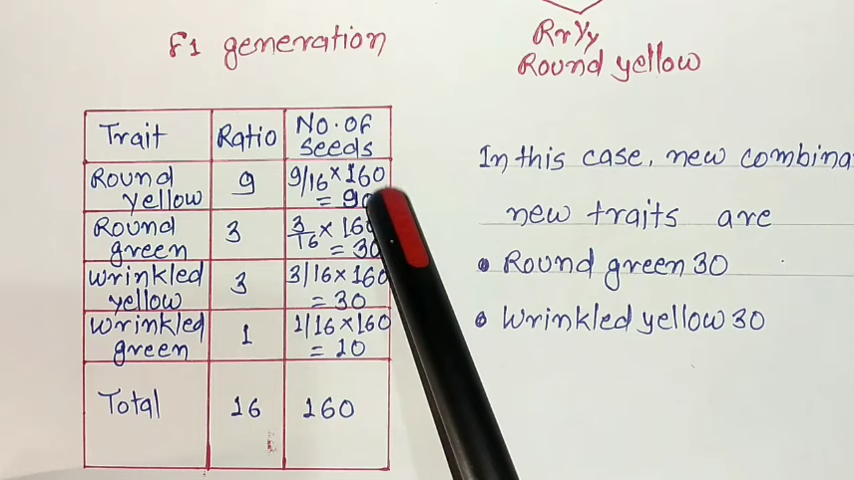 F1 generation
RrYy
Round yellow
Trait Ratio No. of seeds
Round yellow 9 9/16 × 160 = 90
Round green 3 3/16 × 160 = 30
Wrinkled yellow 3 3/16 × 160 = 30
Wrinkled green 1 1/16 × 160 = 10
Total 16 160
In this case, new
new traits are
• Round green 30
• Wrinkled yellow 30